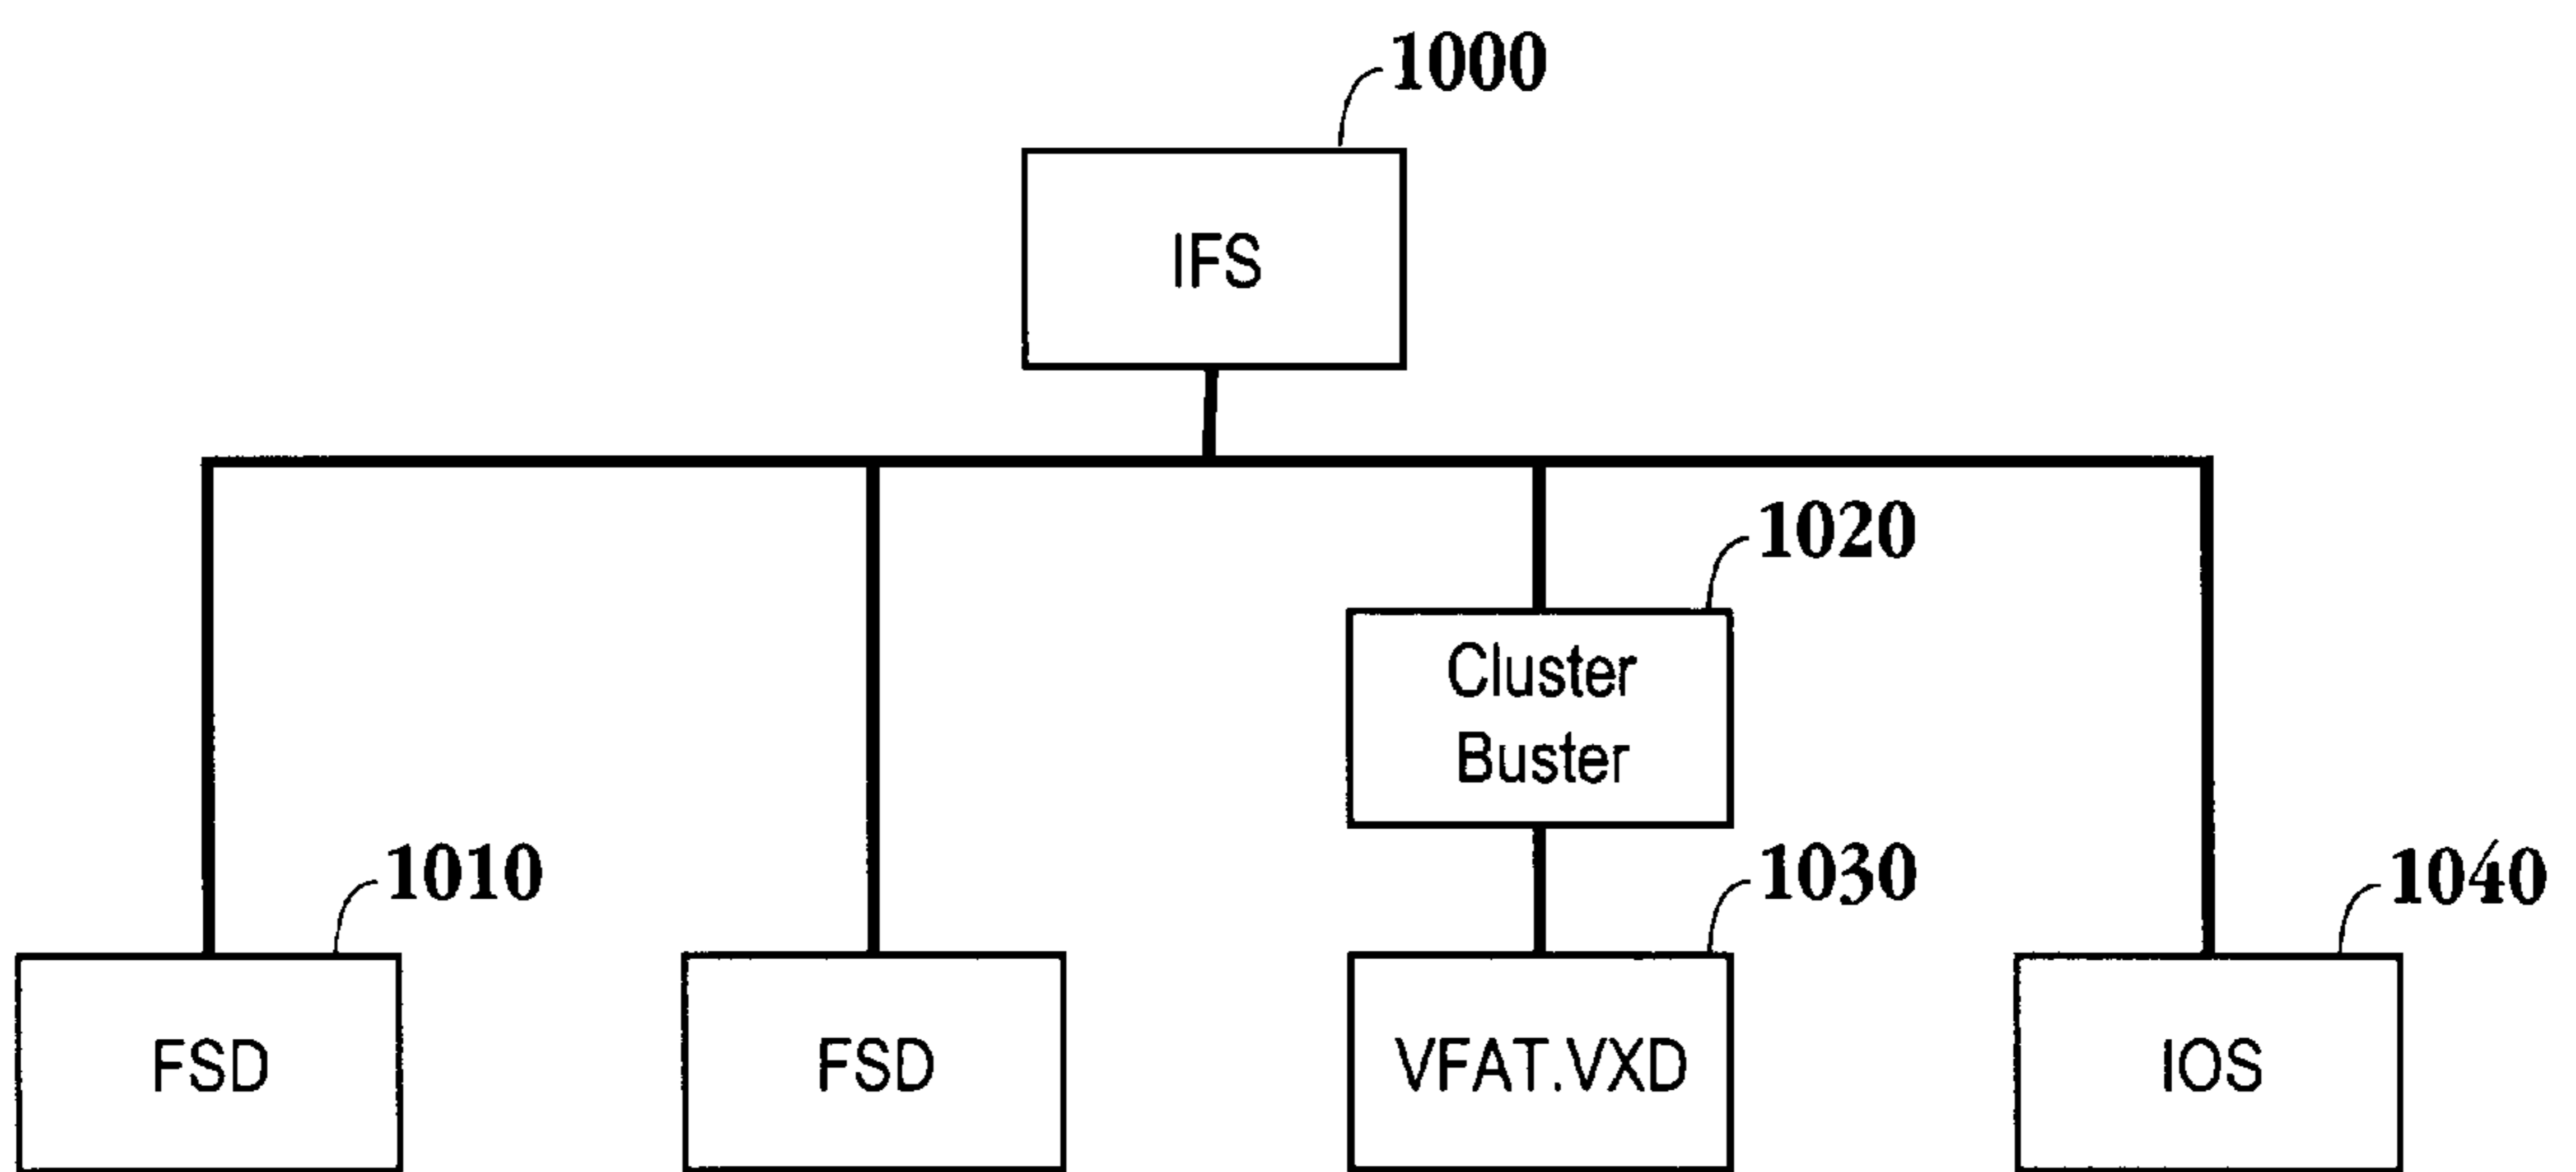 1000
IFS
1020
Cluster
Buster
1010
1030
1040
FSD
FSD
VFAT.VXD
IOS